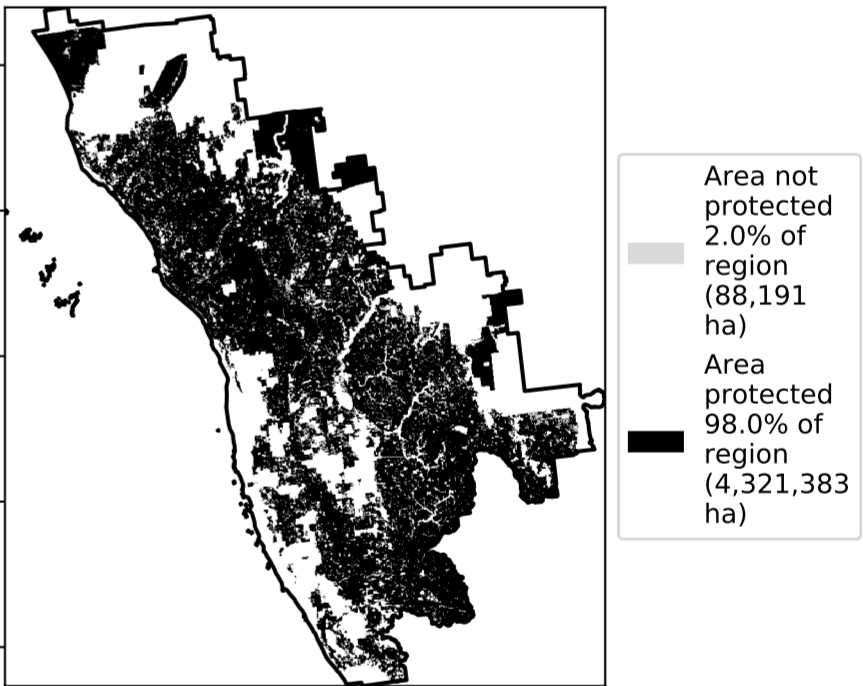 Area not
protected
2.0% of
region
(88,191
ha)
Area
protected
98.0% of
region
(4,321,383
ha)